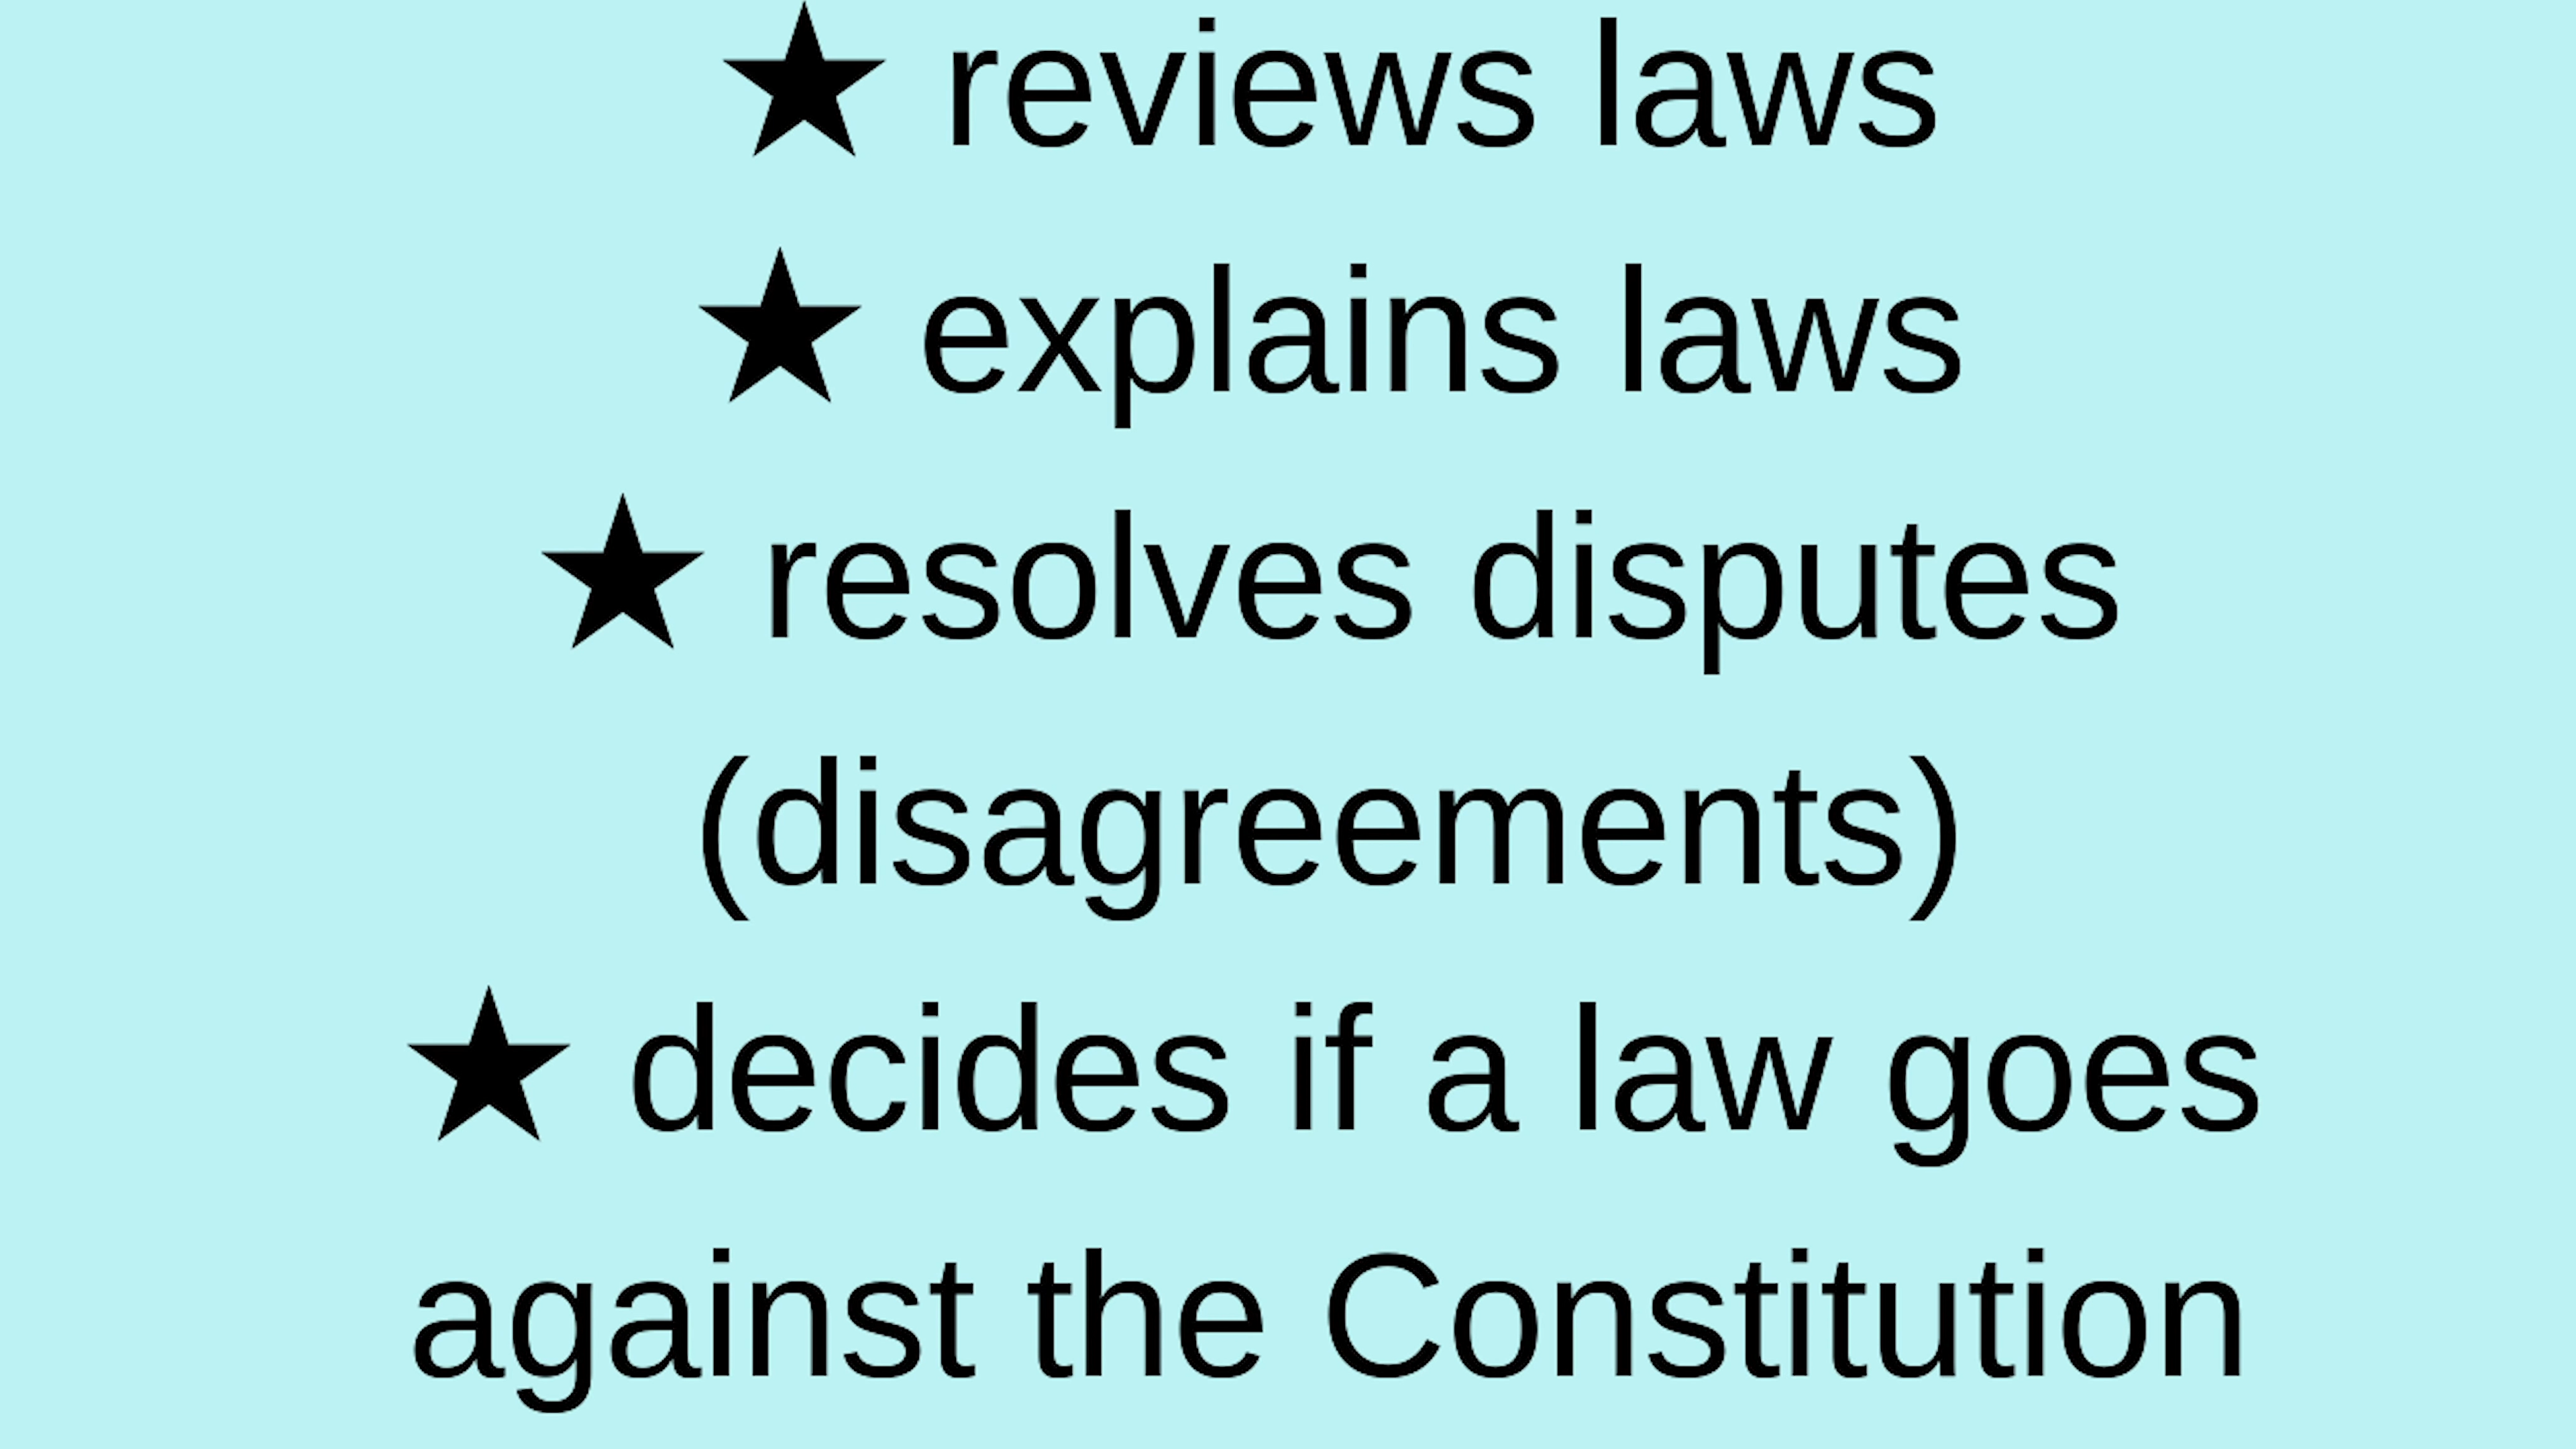 ★ reviews laws
★ explains laws
★ resolves disputes
(disagreements)
★ decides if a law goes
against the Constitution